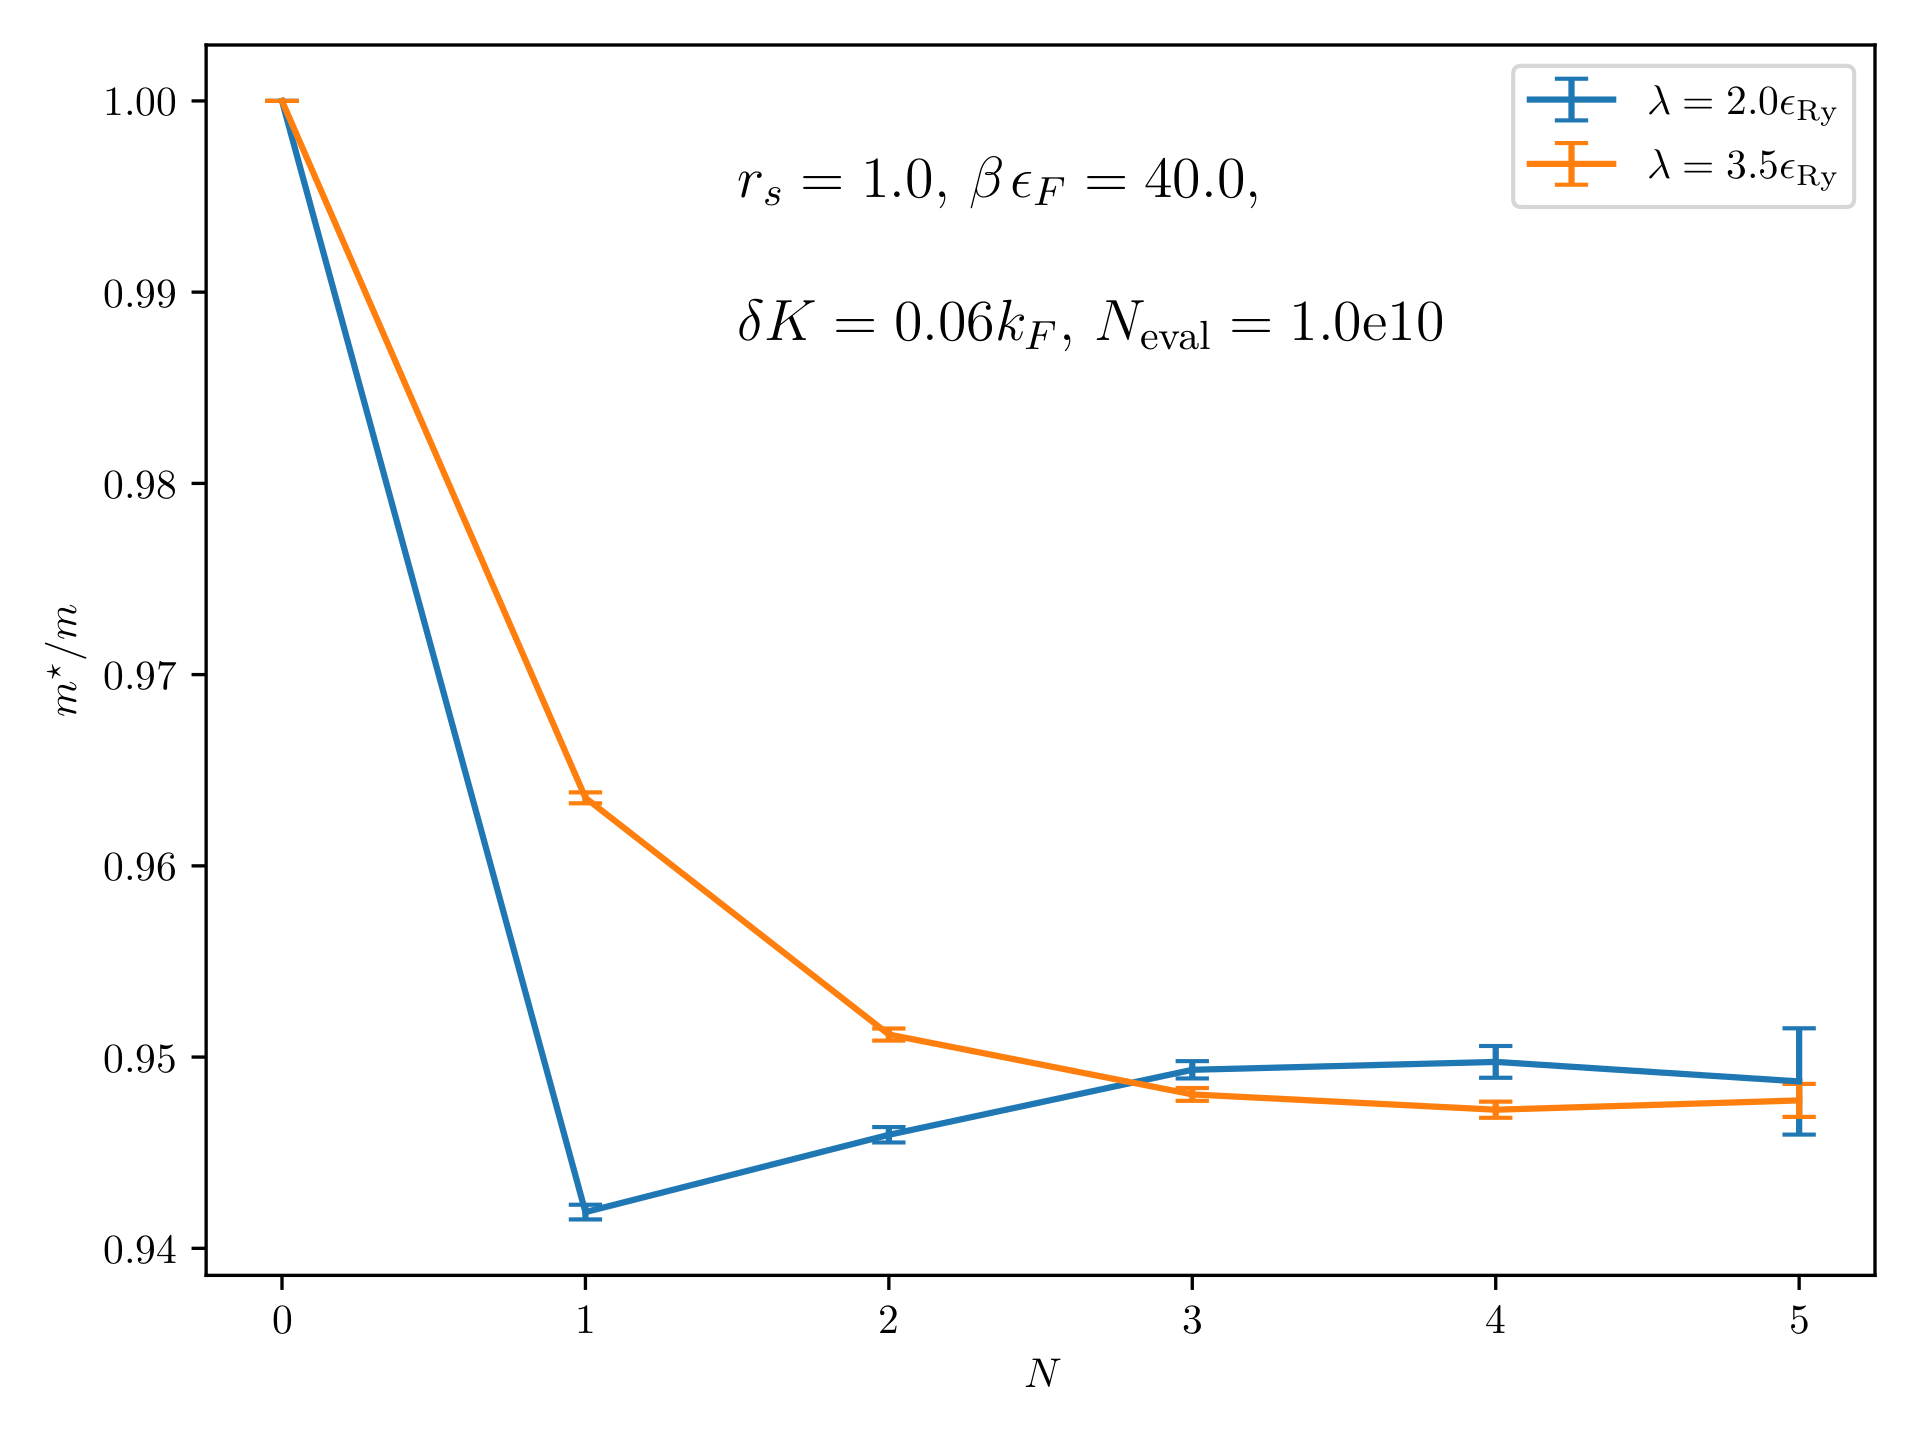 λ = 2.0ϵ_Ry
λ = 3.5ϵ_Ry
r_s = 1.0, β ϵ_F = 40.0,
δK = 0.06k_F, N_eval = 1.0e10
m⋆/m
1.00
0.99
0.98
0.97
0.96
0.95
0.94
0 1 2 3 4 5
N